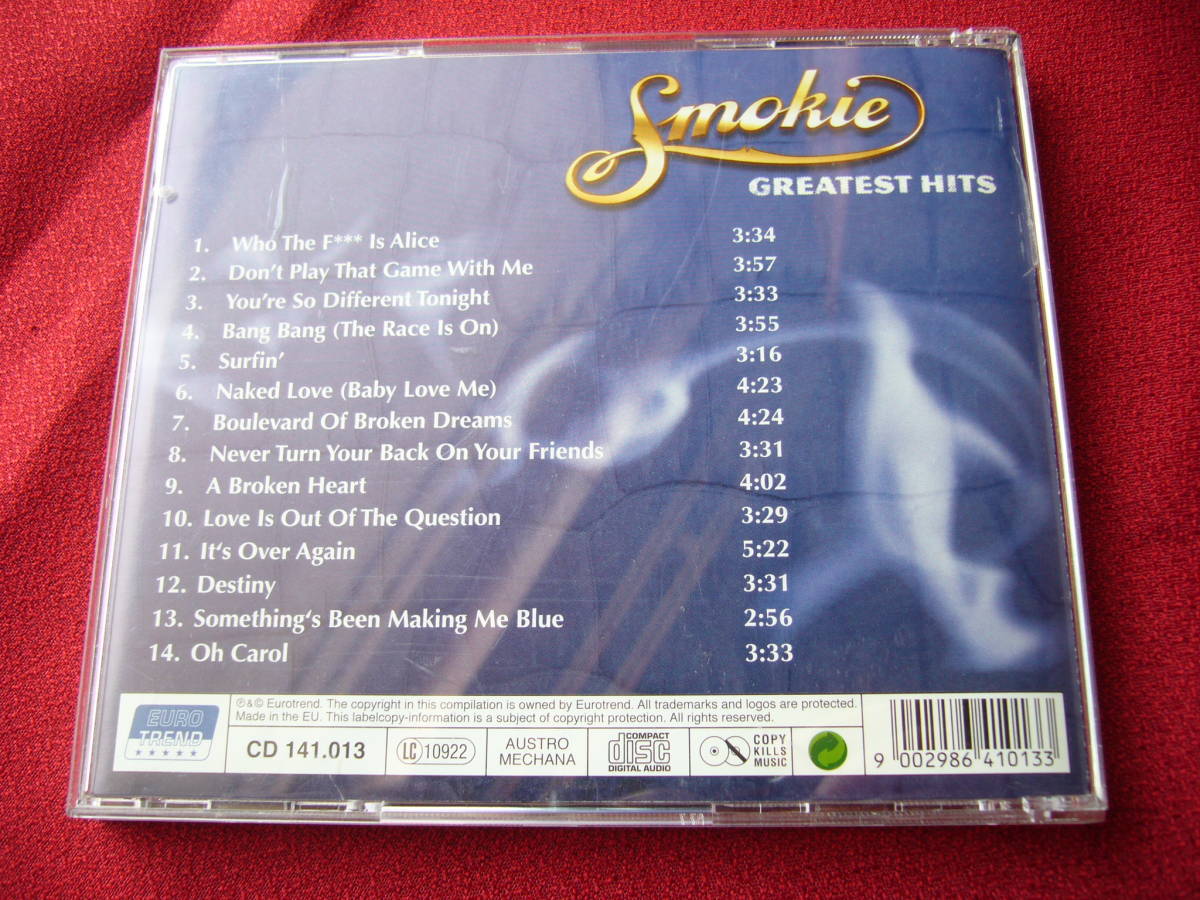 Smokie
GREATEST HITS
1. Who The F*** Is Alice 3:34
2. Don't Play That Game With Me 3:57
3. You're So Different Tonight 3:33
4. Bang Bang (The Race Is On) 3:55
5. Surfin' 3:16
6. Naked Love (Baby Love Me) 4:23
7. Boulevard Of Broken Dreams 4:24
8. Never Turn Your Back On Your Friends 3:31
9. A Broken Heart 4:02
10. Love Is Out Of The Question 3:29
11. It's Over Again 5:22
12. Destiny 3:31
13. Something's Been Making Me Blue 2:56
14. Oh Carol 3:33
EURO
TREND
℗&© Eurotrend. The copyright in this compilation is owned by Eurotrend. All trademarks and logos are protected.
Made in the EU. This labelcopy-information is a subject of copyright protection. All rights reserved.
CD 141.013
LC 10922
AUSTRO
MECHANA
COMPACT
disc
DIGITAL AUDIO
COPY
KILLS
MUSIC
9 002986 410133